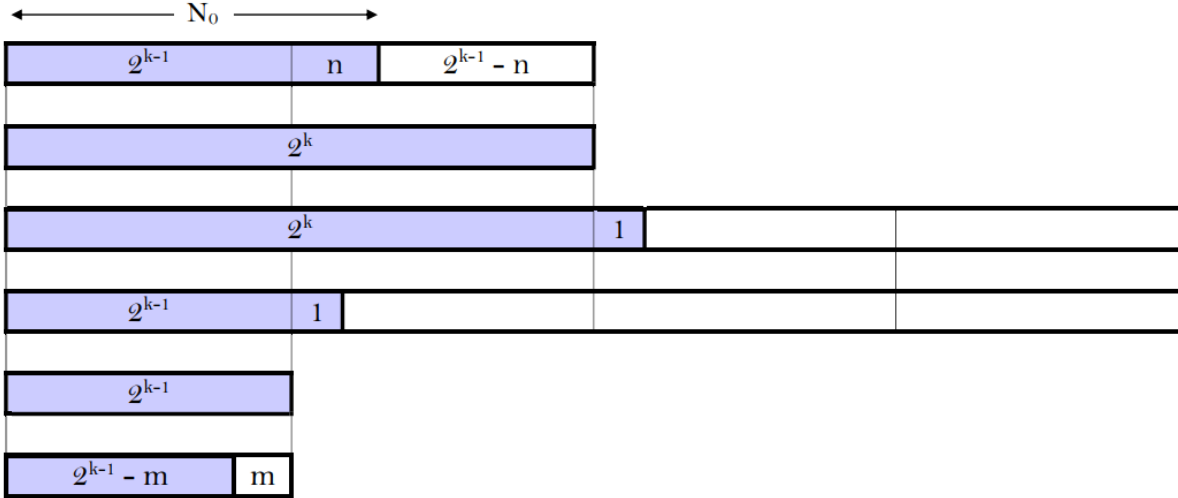 N₀
2ᵏ⁻¹ n 2ᵏ⁻¹ - n
2ᵏ
2ᵏ 1
2ᵏ⁻¹ 1
2ᵏ⁻¹
2ᵏ⁻¹ - m m